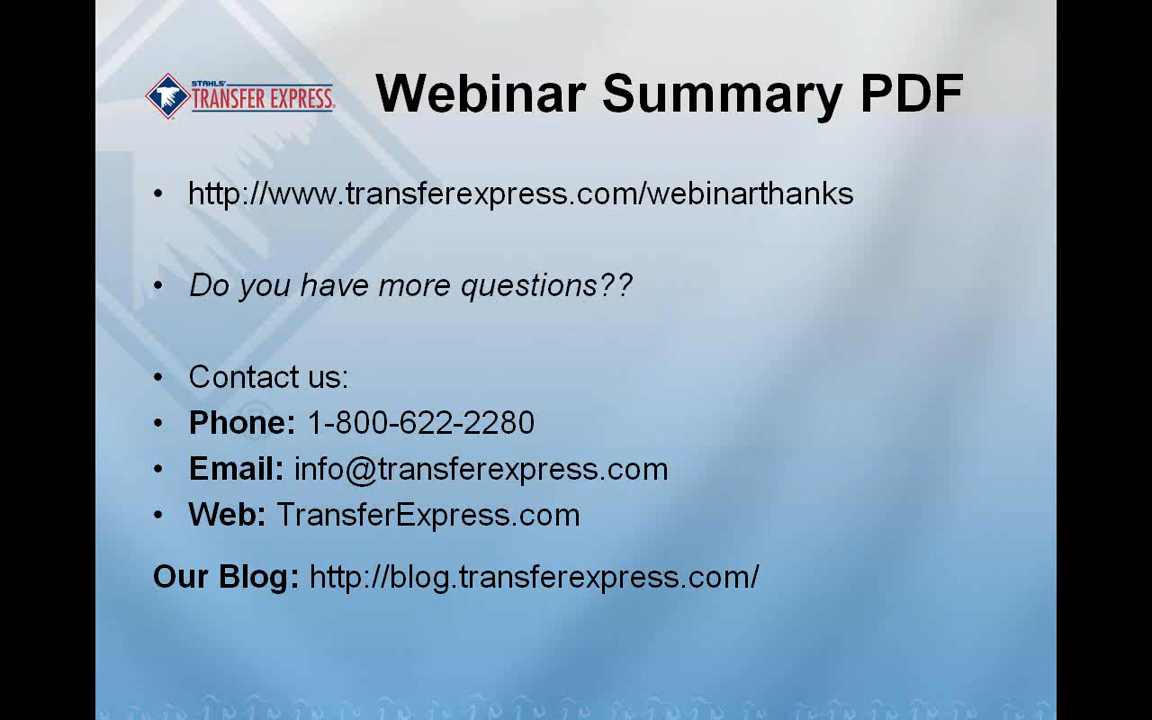 STAHLS'
TRANSFER EXPRESS®
Webinar Summary PDF
• http://www.transferexpress.com/webinarthanks
• Do you have more questions??
• Contact us:
• Phone: 1-800-622-2280
• Email: info@transferexpress.com
• Web: TransferExpress.com
Our Blog: http://blog.transferexpress.com/